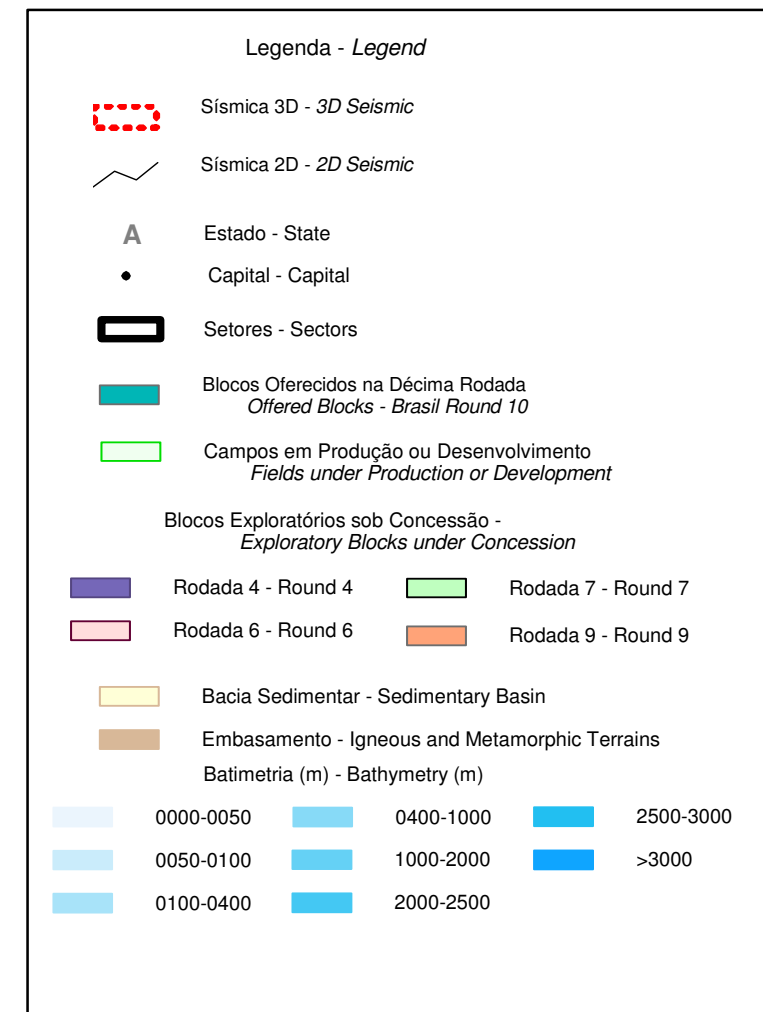 Legenda - Legend
Sísmica 3D - 3D Seismic
Sísmica 2D - 2D Seismic
A Estado - State
Capital - Capital
Setores - Sectors
Blocos Oferecidos na Décima Rodada
Offered Blocks - Brasil Round 10
Campos em Produção ou Desenvolvimento
Fields under Production or Development
Blocos Exploratórios sob Concessão -
Exploratory Blocks under Concession
Rodada 4 - Round 4 Rodada 7 - Round 7
Rodada 6 - Round 6 Rodada 9 - Round 9
Bacia Sedimentar - Sedimentary Basin
Embasamento - Igneous and Metamorphic Terrains
Batimetria (m) - Bathymetry (m)
0000-0050 0400-1000 2500-3000
0050-0100 1000-2000 >3000
0100-0400 2000-2500